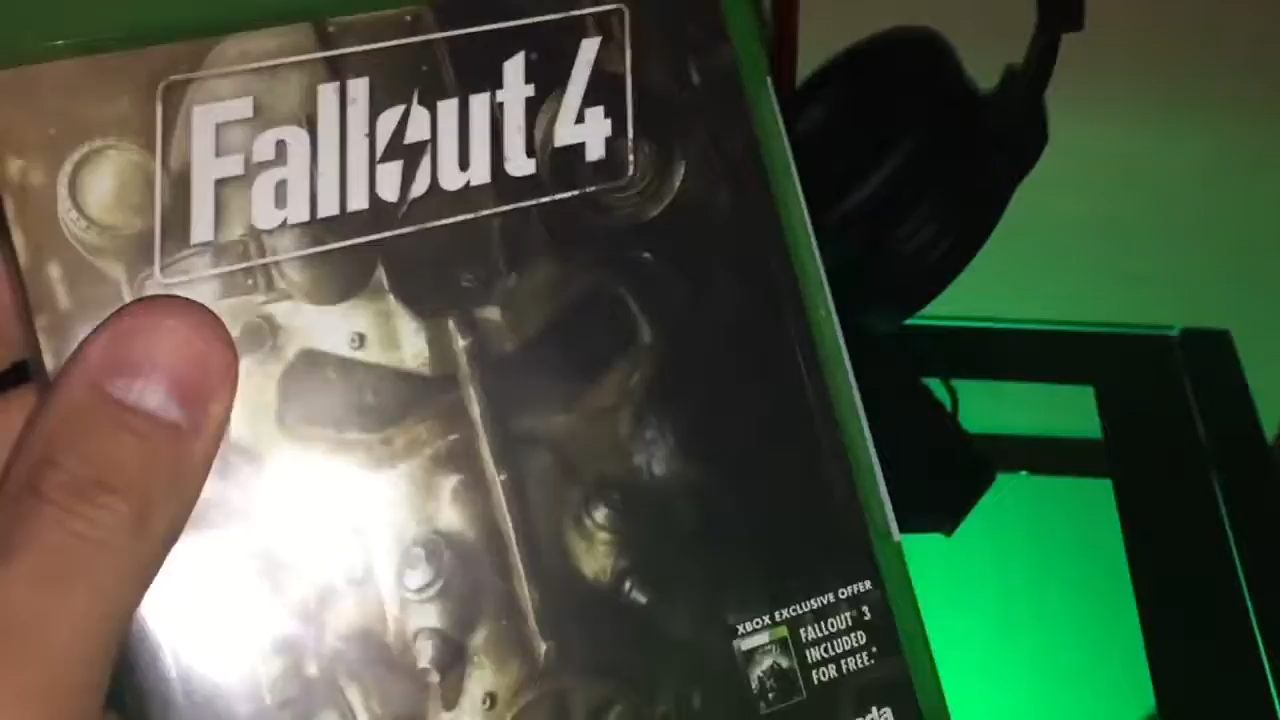 Fallout 4
XBOX EXCLUSIVE OFFER
FALLOUT® 3
INCLUDED
FOR FREE.*